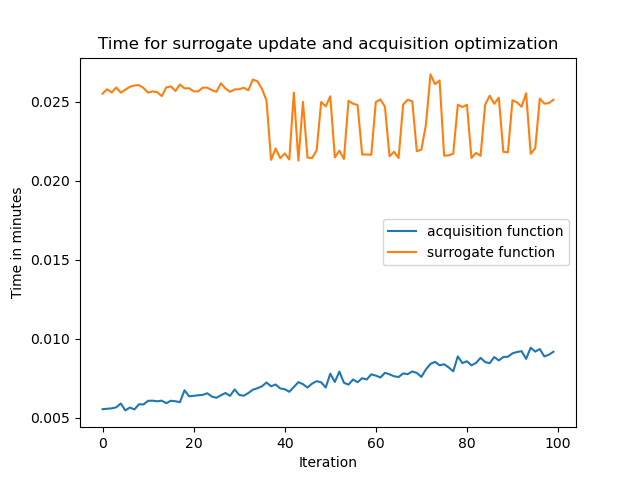 Time for surrogate update and acquisition optimization
Time in minutes
0.025
0.020
0.015
0.010
0.005
acquisition function
surrogate function
0
20
40
60
80
100
Iteration